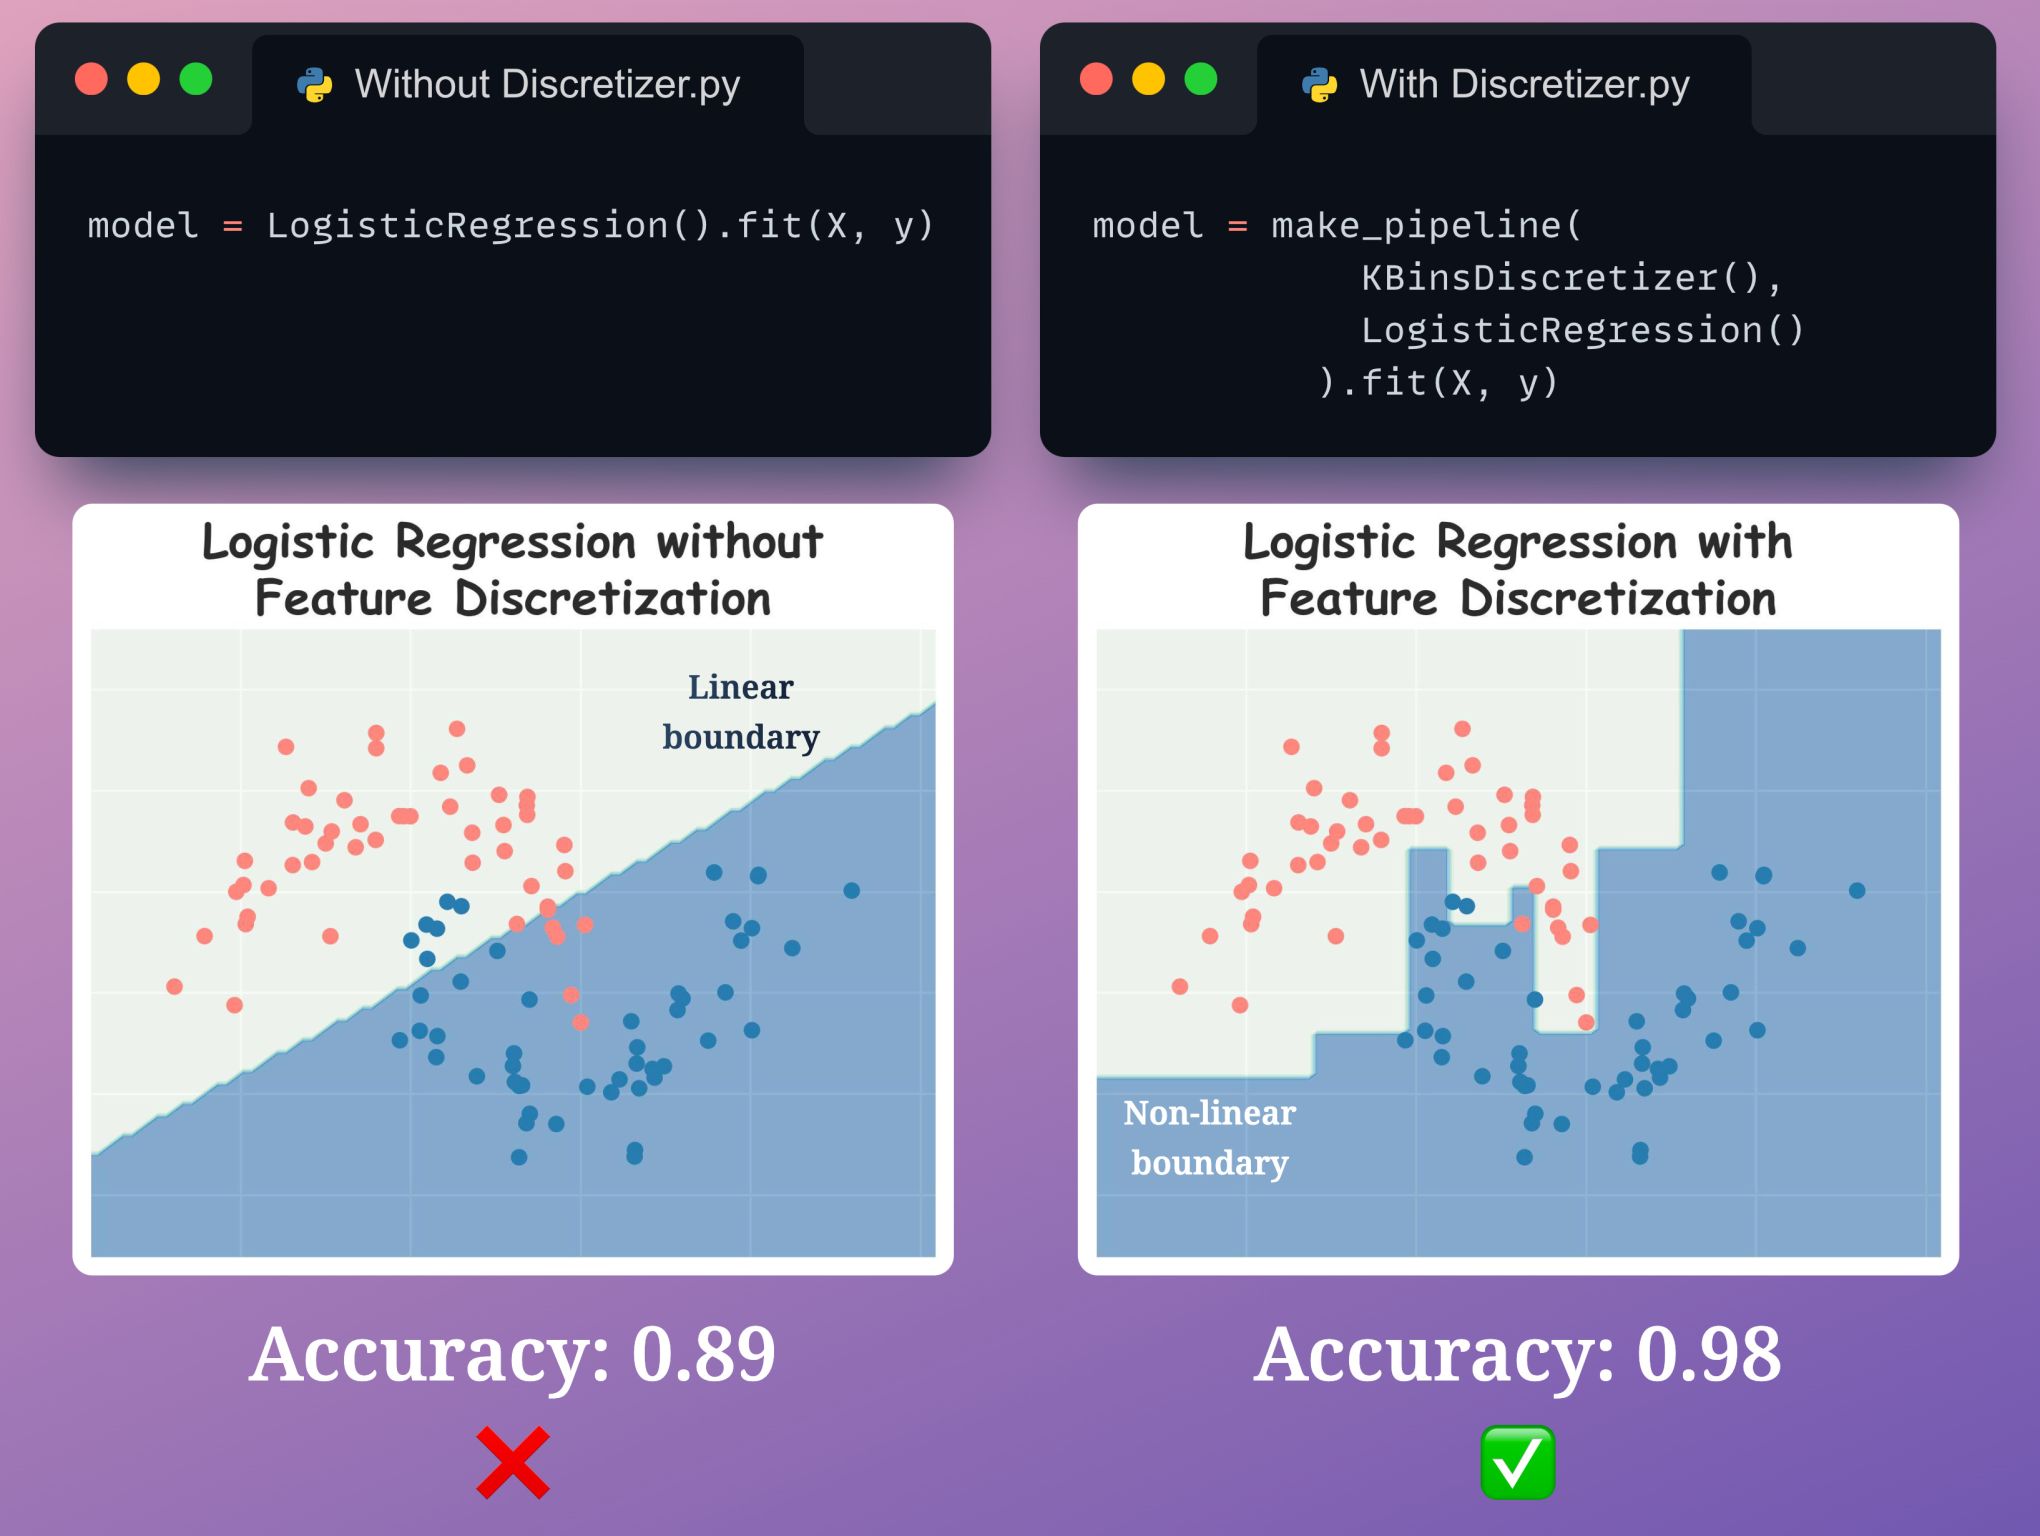 Without Discretizer.py
model = LogisticRegression().fit(X, y)
With Discretizer.py
model = make_pipeline(
KBinsDiscretizer(),
LogisticRegression()
).fit(X, y)
Logistic Regression without
Feature Discretization
Linear
boundary
Accuracy: 0.89
Logistic Regression with
Feature Discretization
Non-linear
boundary
Accuracy: 0.98